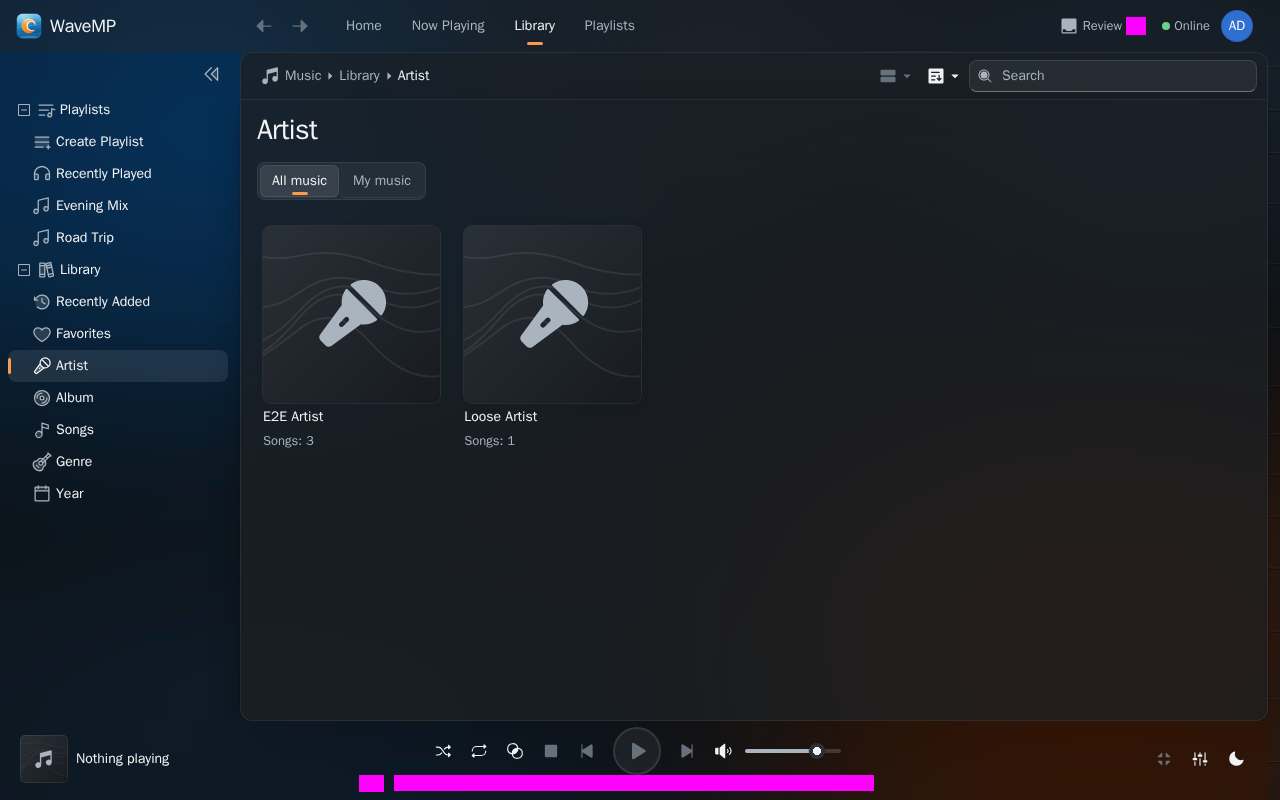 WaveMP
Home
Now Playing
Library
Playlists
Review
Online
AD
Playlists
Create Playlist
Recently Played
Evening Mix
Road Trip
Library
Recently Added
Favorites
Artist
Album
Songs
Genre
Year
Music
Library
Artist
Search
Artist
All music
My music
E2E Artist
Songs: 3
Loose Artist
Songs: 1
Nothing playing